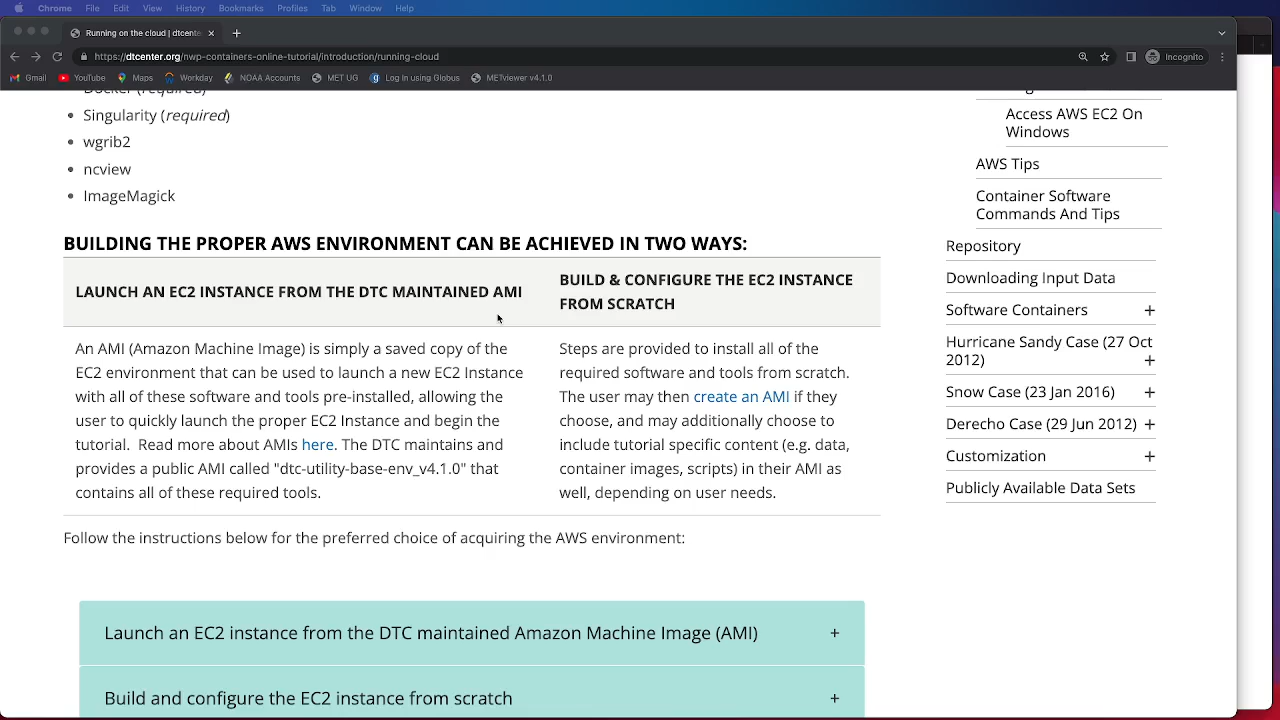 Chrome File Edit View History Bookmarks Profiles Tab Window Help
Running on the cloud | dtcente
https://dtcenter.org/nwp-containers-online-tutorial/introduction/running-cloud
Incognito
Gmail YouTube Maps Workday NOAA Accounts MET UG Log In using Globus METviewer v4.1.0
Docker (required)
Singularity (required)
wgrib2
ncview
ImageMagick
BUILDING THE PROPER AWS ENVIRONMENT CAN BE ACHIEVED IN TWO WAYS:
LAUNCH AN EC2 INSTANCE FROM THE DTC MAINTAINED AMI
An AMI (Amazon Machine Image) is simply a saved copy of the
EC2 environment that can be used to launch a new EC2 Instance
with all of these software and tools pre-installed, allowing the
user to quickly launch the proper EC2 Instance and begin the
tutorial. Read more about AMIs here. The DTC maintains and
provides a public AMI called "dtc-utility-base-env_v4.1.0" that
contains all of these required tools.
BUILD & CONFIGURE THE EC2 INSTANCE
FROM SCRATCH
Steps are provided to install all of the
required software and tools from scratch.
The user may then create an AMI if they
choose, and may additionally choose to
include tutorial specific content (e.g. data,
container images, scripts) in their AMI as
well, depending on user needs.
Follow the instructions below for the preferred choice of acquiring the AWS environment:
Launch an EC2 instance from the DTC maintained Amazon Machine Image (AMI) +
Build and configure the EC2 instance from scratch +
Access AWS EC2 On
Windows
AWS Tips
Container Software
Commands And Tips
Repository
Downloading Input Data
Software Containers +
Hurricane Sandy Case (27 Oct
2012) +
Snow Case (23 Jan 2016) +
Derecho Case (29 Jun 2012) +
Customization +
Publicly Available Data Sets